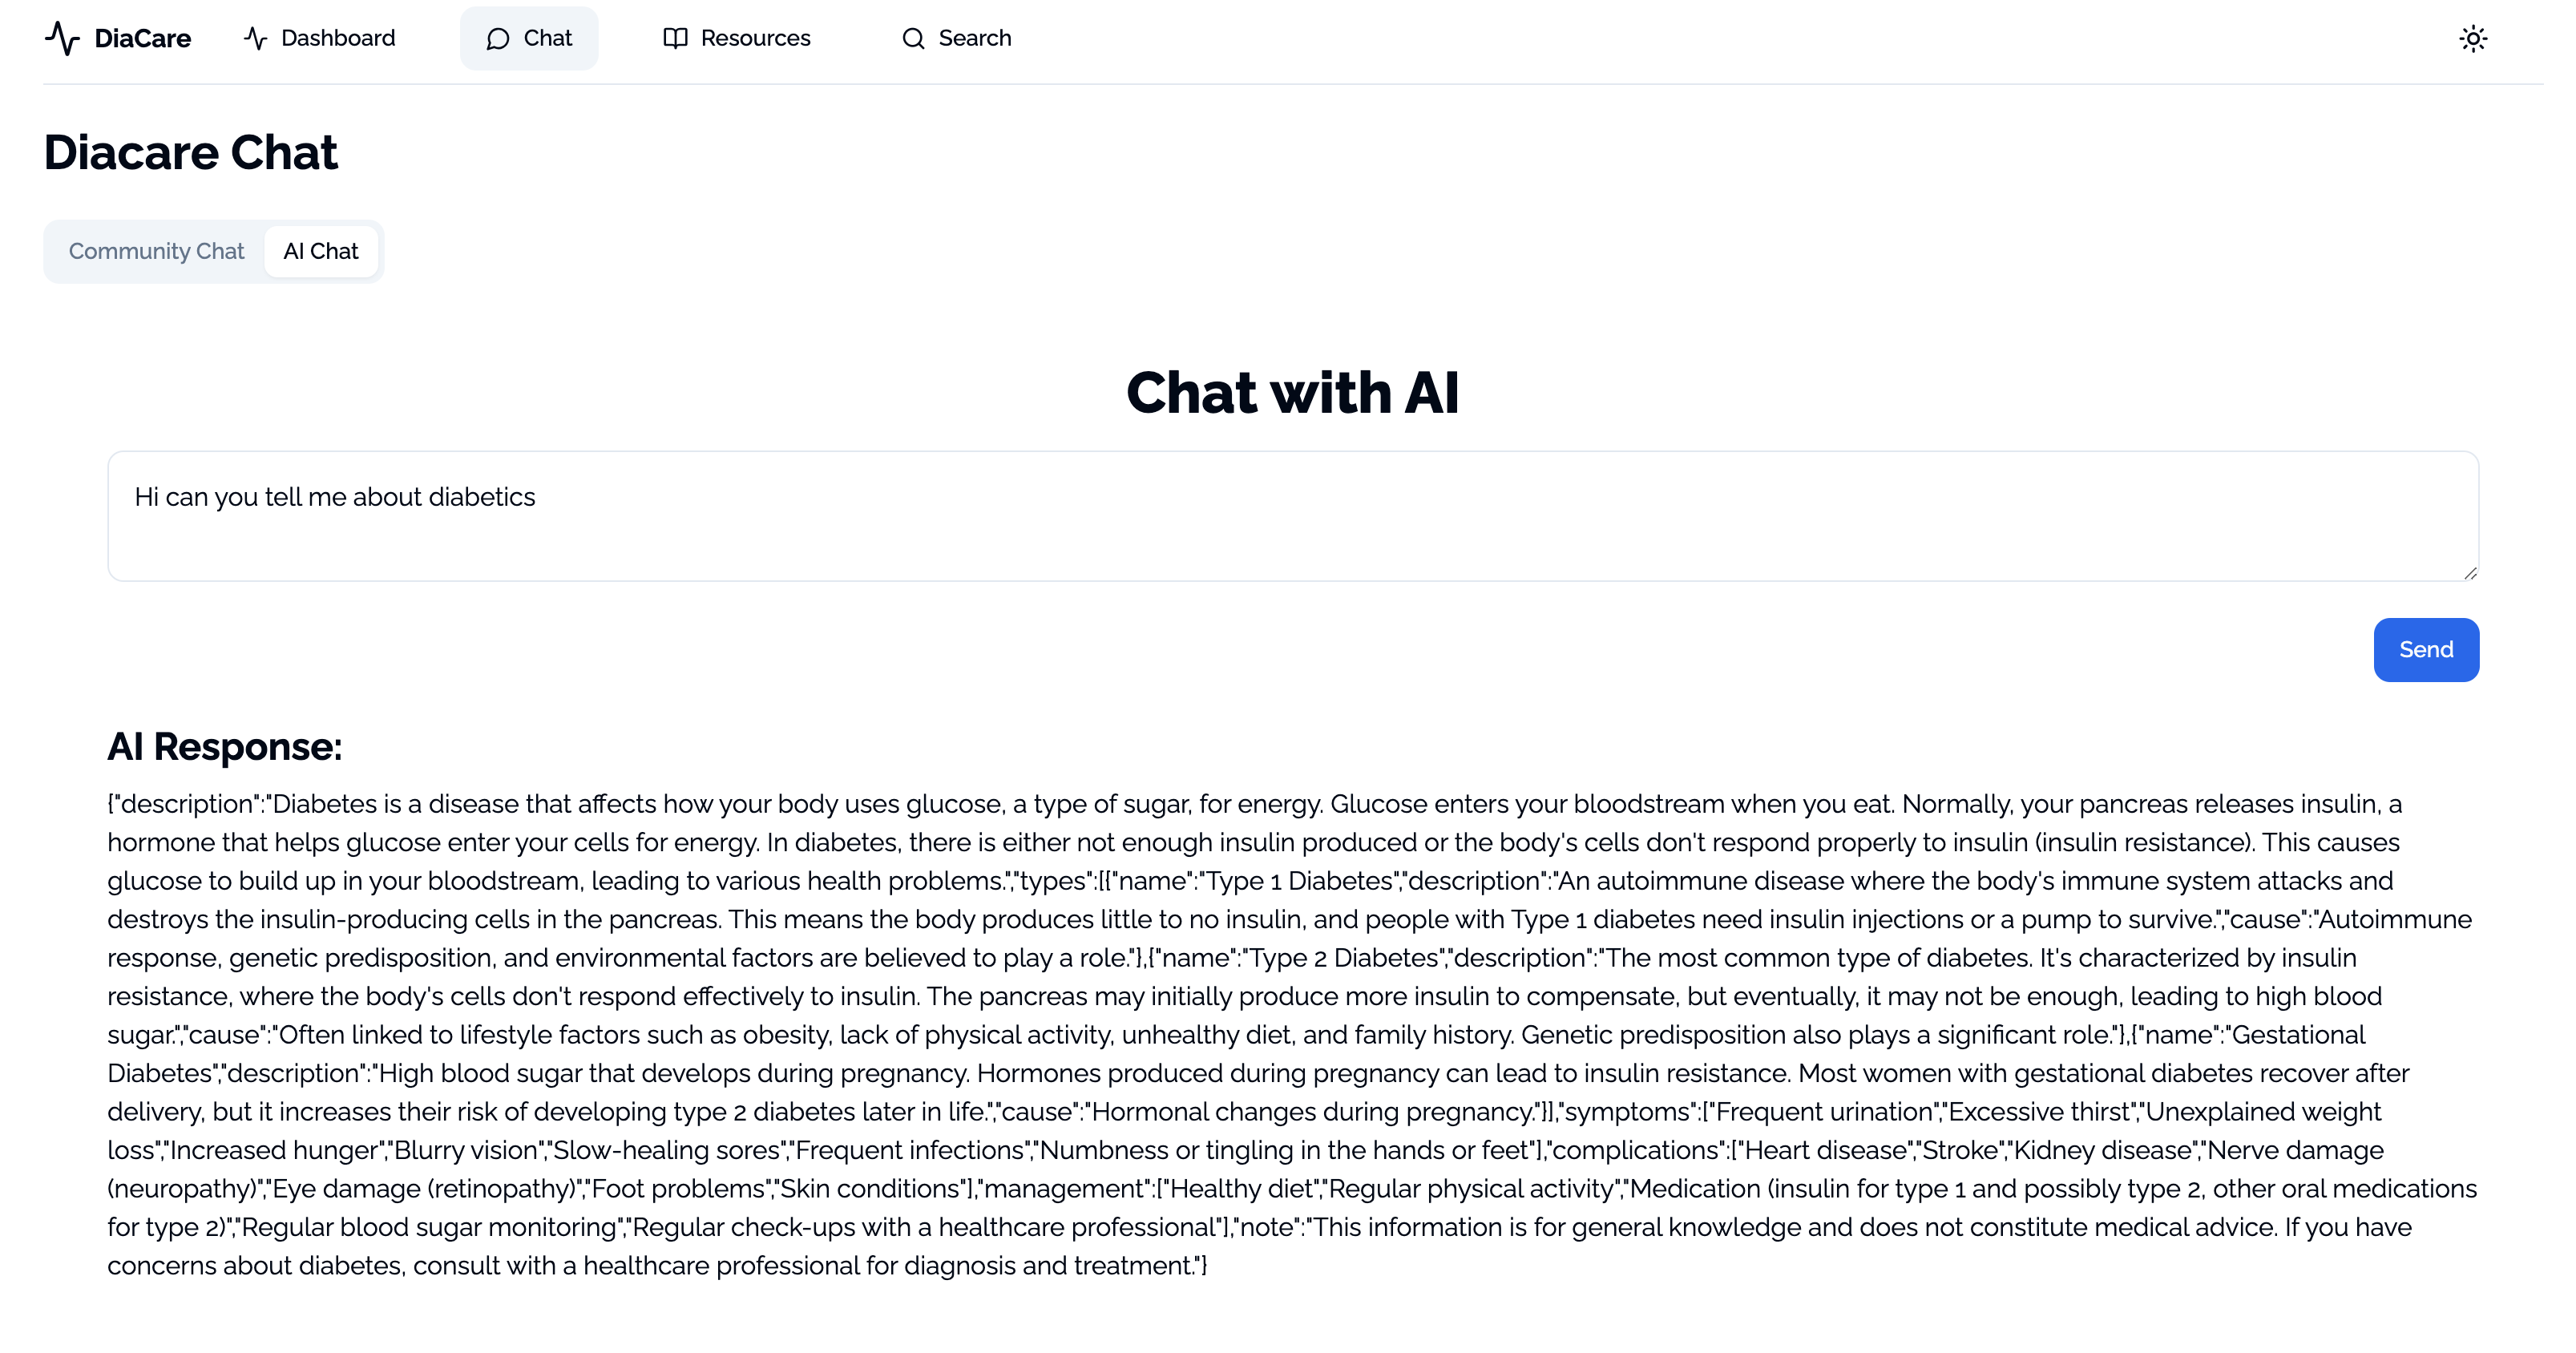 DiaCare
Dashboard
Chat
Resources
Search
Diacare Chat
Community Chat
AI Chat
Chat with AI
Hi can you tell me about diabetics
Send
AI Response:
{"description":"Diabetes is a disease that affects how your body uses glucose, a type of sugar, for energy. Glucose enters your bloodstream when you eat. Normally, your pancreas releases insulin, a
hormone that helps glucose enter your cells for energy. In diabetes, there is either not enough insulin produced or the body's cells don't respond properly to insulin (insulin resistance). This causes
glucose to build up in your bloodstream, leading to various health problems.","types":[{"name":"Type 1 Diabetes","description":"An autoimmune disease where the body's immune system attacks and
destroys the insulin-producing cells in the pancreas. This means the body produces little to no insulin, and people with Type 1 diabetes need insulin injections or a pump to survive.","cause":"Autoimmune
response, genetic predisposition, and environmental factors are believed to play a role."},{"name":"Type 2 Diabetes","description":"The most common type of diabetes. It's characterized by insulin
resistance, where the body's cells don't respond effectively to insulin. The pancreas may initially produce more insulin to compensate, but eventually, it may not be enough, leading to high blood
sugar.","cause":"Often linked to lifestyle factors such as obesity, lack of physical activity, unhealthy diet, and family history. Genetic predisposition also plays a significant role."},{"name":"Gestational
Diabetes","description":"High blood sugar that develops during pregnancy. Hormones produced during pregnancy can lead to insulin resistance. Most women with gestational diabetes recover after
delivery, but it increases their risk of developing type 2 diabetes later in life.","cause":"Hormonal changes during pregnancy."}],"symptoms":["Frequent urination","Excessive thirst","Unexplained weight
loss","Increased hunger","Blurry vision","Slow-healing sores","Frequent infections","Numbness or tingling in the hands or feet"],"complications":["Heart disease","Stroke","Kidney disease","Nerve damage
(neuropathy)","Eye damage (retinopathy)","Foot problems","Skin conditions"],"management":["Healthy diet","Regular physical activity","Medication (insulin for type 1 and possibly type 2, other oral medications
for type 2)","Regular blood sugar monitoring","Regular check-ups with a healthcare professional"],"note":"This information is for general knowledge and does not constitute medical advice. If you have
concerns about diabetes, consult with a healthcare professional for diagnosis and treatment."}